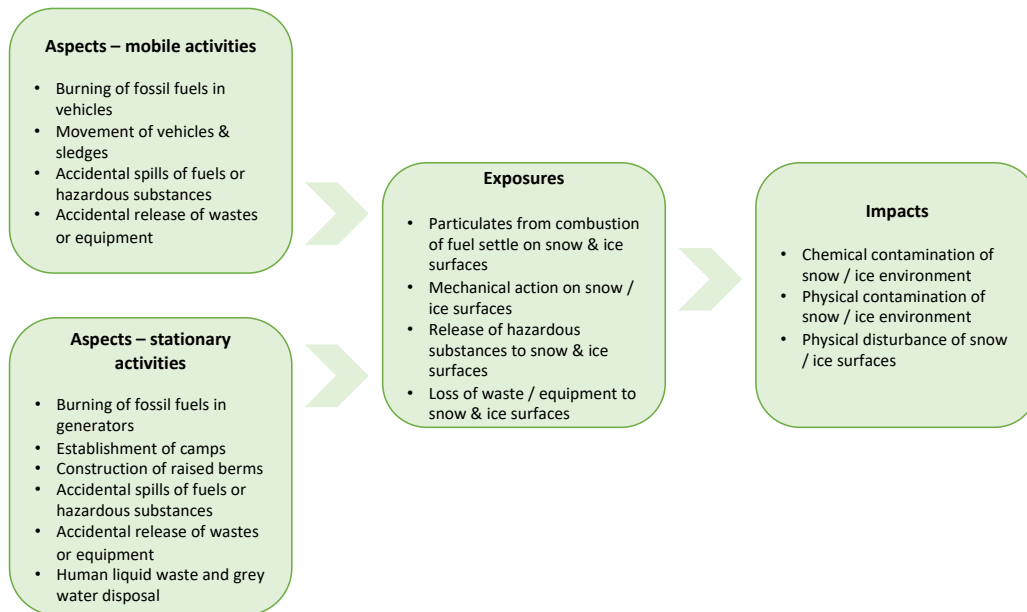 Aspects – mobile activities
• Burning of fossil fuels in
vehicles
• Movement of vehicles &
sledges
• Accidental spills of fuels or
hazardous substances
• Accidental release of wastes
or equipment
Aspects – stationary
activities
• Burning of fossil fuels in
generators
• Establishment of camps
• Construction of raised berms
• Accidental spills of fuels or
hazardous substances
• Accidental release of wastes
or equipment
• Human liquid waste and grey
water disposal
Exposures
• Particulates from combustion
of fuel settle on snow & ice
surfaces
• Mechanical action on snow /
ice surfaces
• Release of hazardous
substances to snow & ice
surfaces
• Loss of waste / equipment to
snow & ice surfaces
Impacts
• Chemical contamination of
snow / ice environment
• Physical contamination of
snow / ice environment
• Physical disturbance of snow
/ ice surfaces